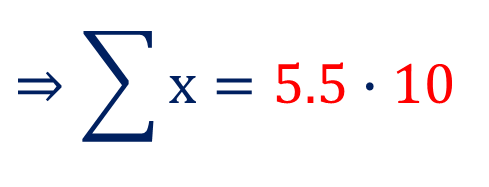 ⇒ ∑ x = 5.5 · 10